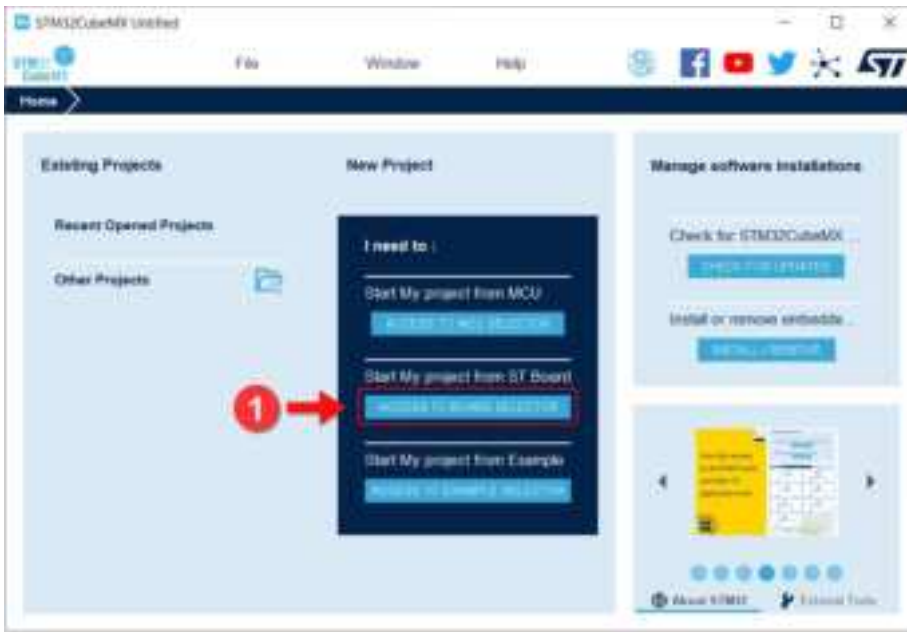 STM32CubeMX Untitled
STM32
CubeMX
File Window Help
Home
Existing Projects
Recent Opened Projects
Other Projects
New Project
I need to :
Start My project from MCU
ACCESS TO MCU SELECTOR
Start My project from ST Board
ACCESS TO BOARD SELECTOR
Start My project from Example
ACCESS TO EXAMPLE SELECTOR
1
Manage software installations
Check for STM32CubeMX ...
CHECK FOR UPDATES
Install or remove embedde...
INSTALL / REMOVE
About STM32 External Tools